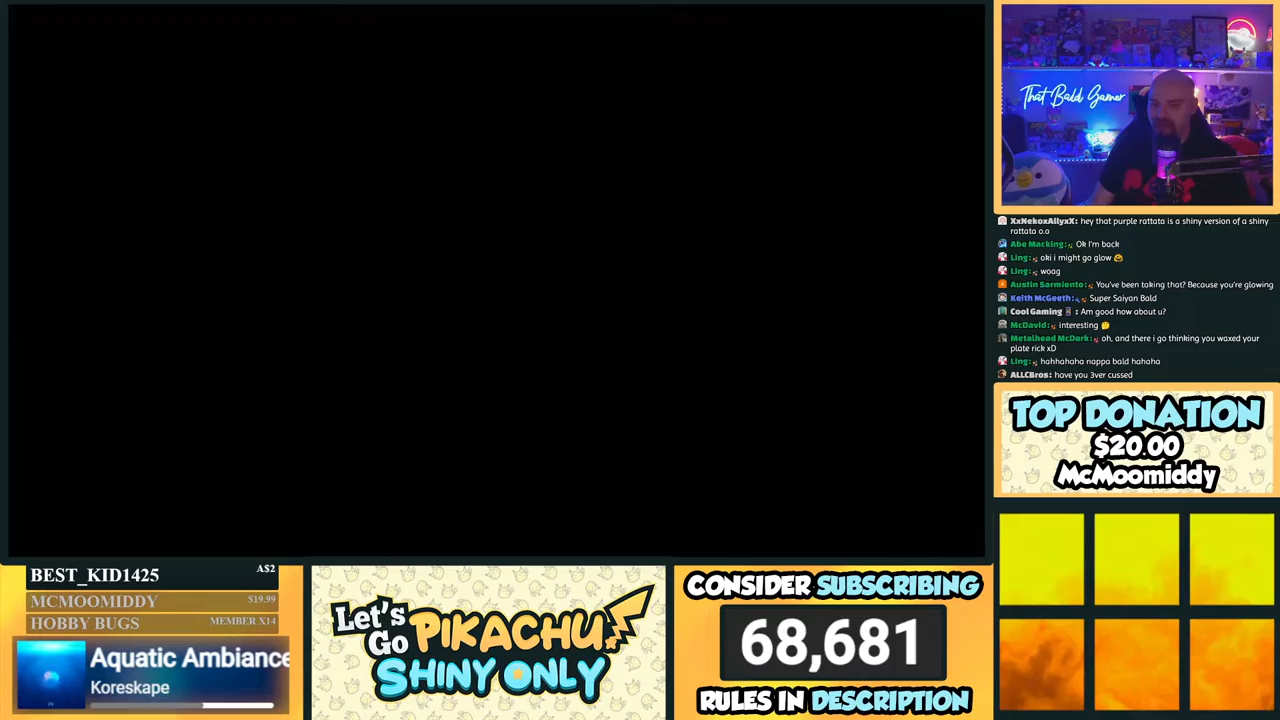 That Bald Gamer
XxNekoxAllyxX: hey that purple rattata is a shiny version of a shiny
rattata o.o
Abe Macking: Ok I'm back
Ling: oki i might go glow
Ling: woag
Austin Sarmiento: You've been taking that? Because you're glowing
Keith McGeeth: Super Saiyan Bald
Cool Gaming : Am good how about u?
McDavid: interesting
Metalhead McDark: oh, and there i go thinking you waxed your
plate rick xD
Ling: hahhahaha nappa bald hahaha
ALLCBros: have you 3ver cussed
TOP DONATION
$20.00
McMoomiddy
BEST_KID1425 A$2
MCMOOMIDDY $19.99
HOBBY BUGS MEMBER X14
Aquatic Ambiance
Koreskape
Let's
Go PIKACHU
SHINY ONLY
CONSIDER SUBSCRIBING
68,681
RULES IN DESCRIPTION